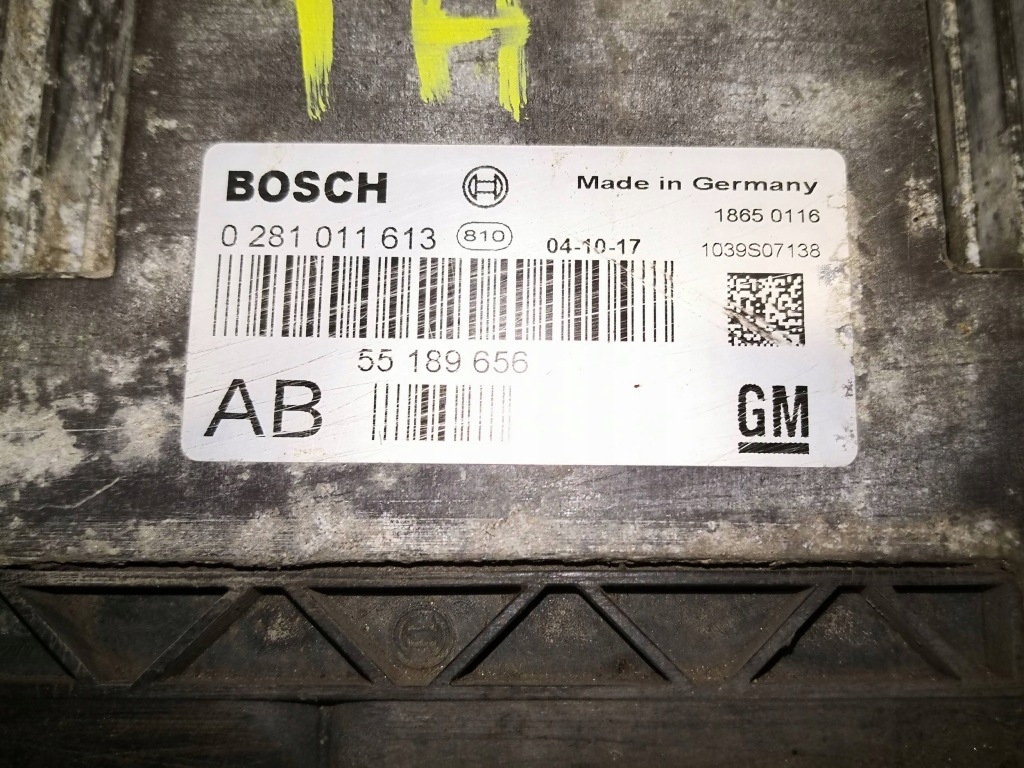 BOSCH Made in Germany
1865 0116
0 281 011 613 810 04-10-17 1039S07138
55 189 656
AB GM